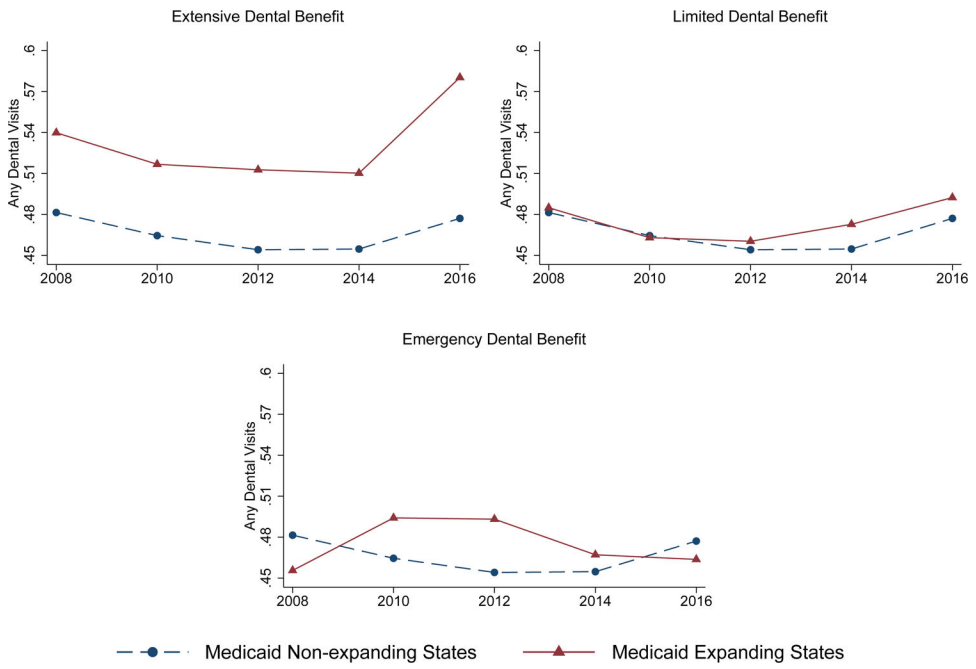 Extensive Dental Benefit
Any Dental Visits
.6
.57
.54
.51
.48
.45
2008 2010 2012 2014 2016
Limited Dental Benefit
Any Dental Visits
.6
.57
.54
.51
.48
.45
2008 2010 2012 2014 2016
Emergency Dental Benefit
Any Dental Visits
.6
.57
.54
.51
.48
.45
2008 2010 2012 2014 2016
Medicaid Non-expanding States Medicaid Expanding States